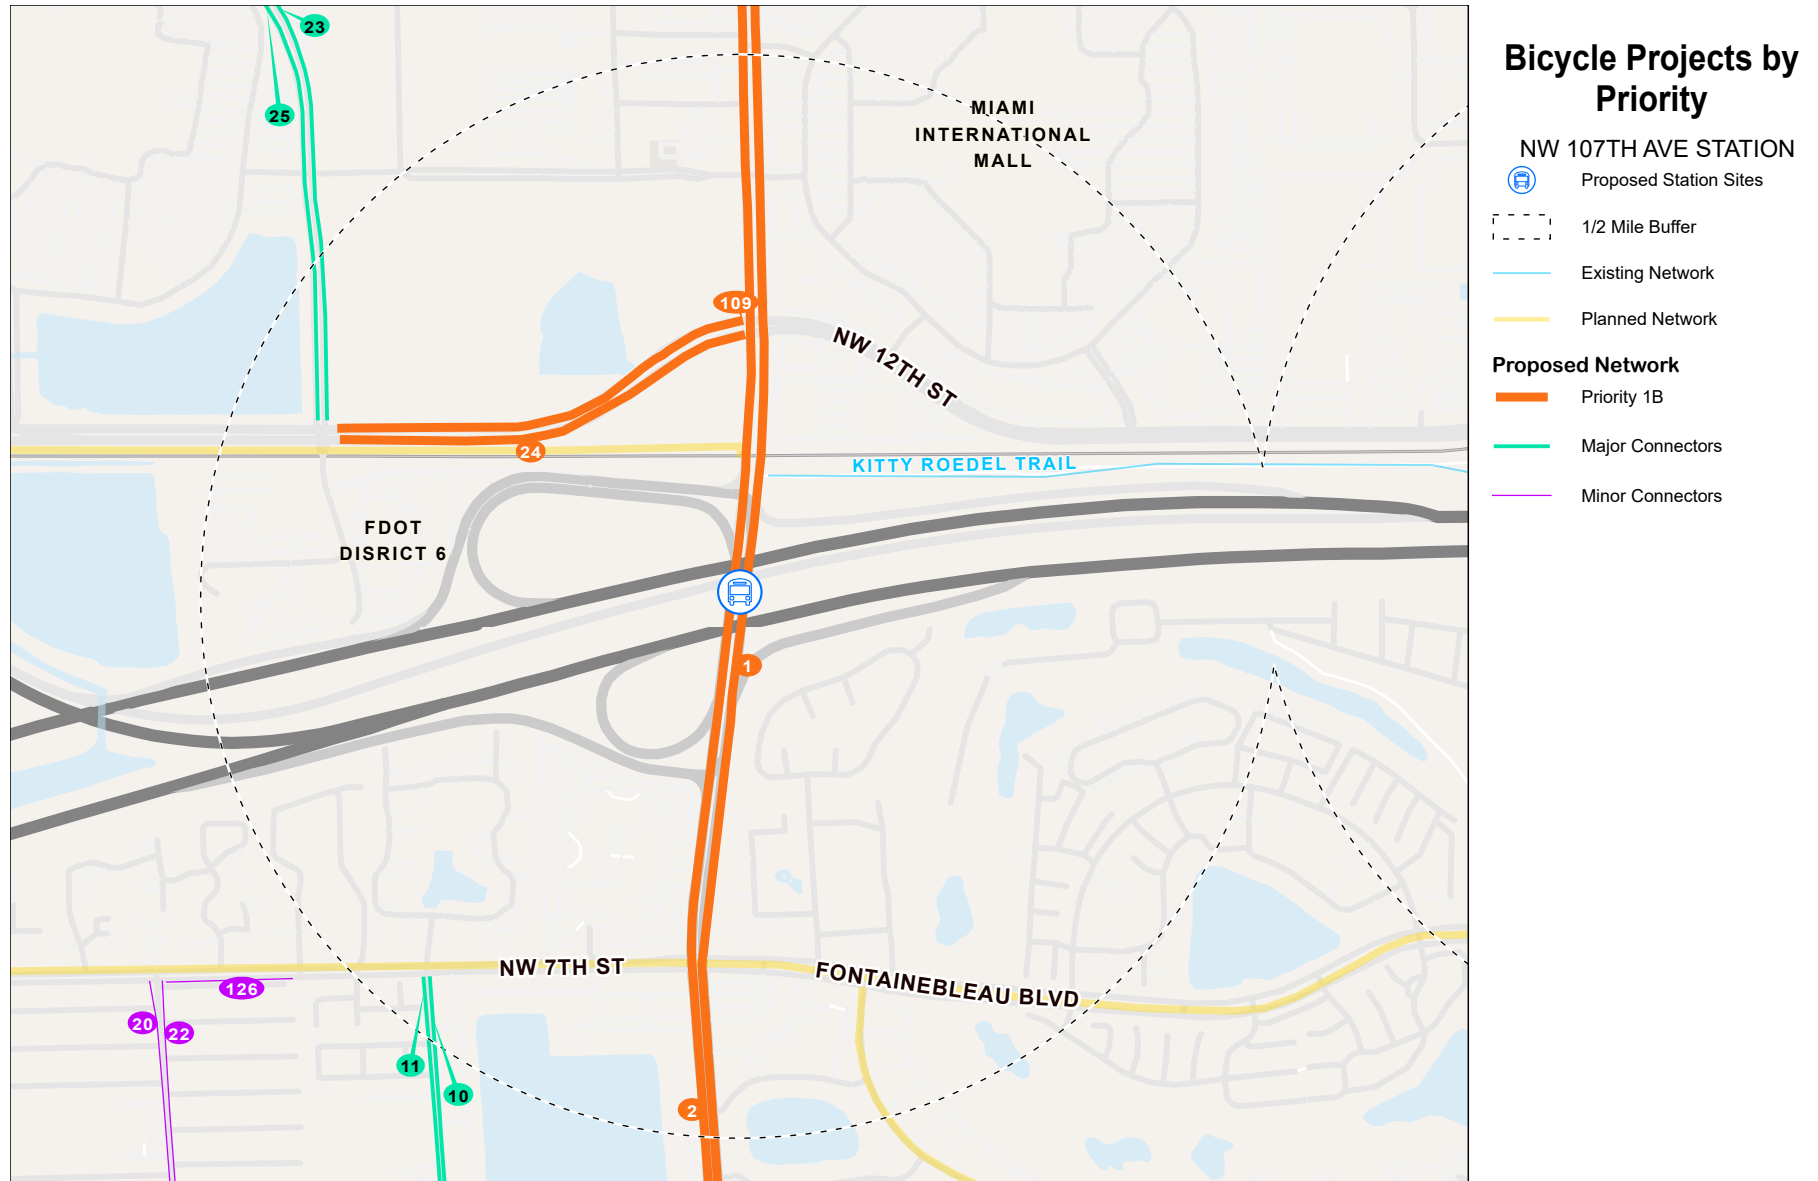 Bicycle Projects by
Priority
NW 107TH AVE STATION
Proposed Station Sites
1/2 Mile Buffer
Existing Network
Planned Network
Proposed Network
Priority 1B
Major Connectors
Minor Connectors
23
25
MIAMI
INTERNATIONAL
MALL
109
NW 12TH ST
24
KITTY ROEDEL TRAIL
FDOT
DISRICT 6
1
NW 7TH ST
FONTAINEBLEAU BLVD
126
20
22
11
10
2